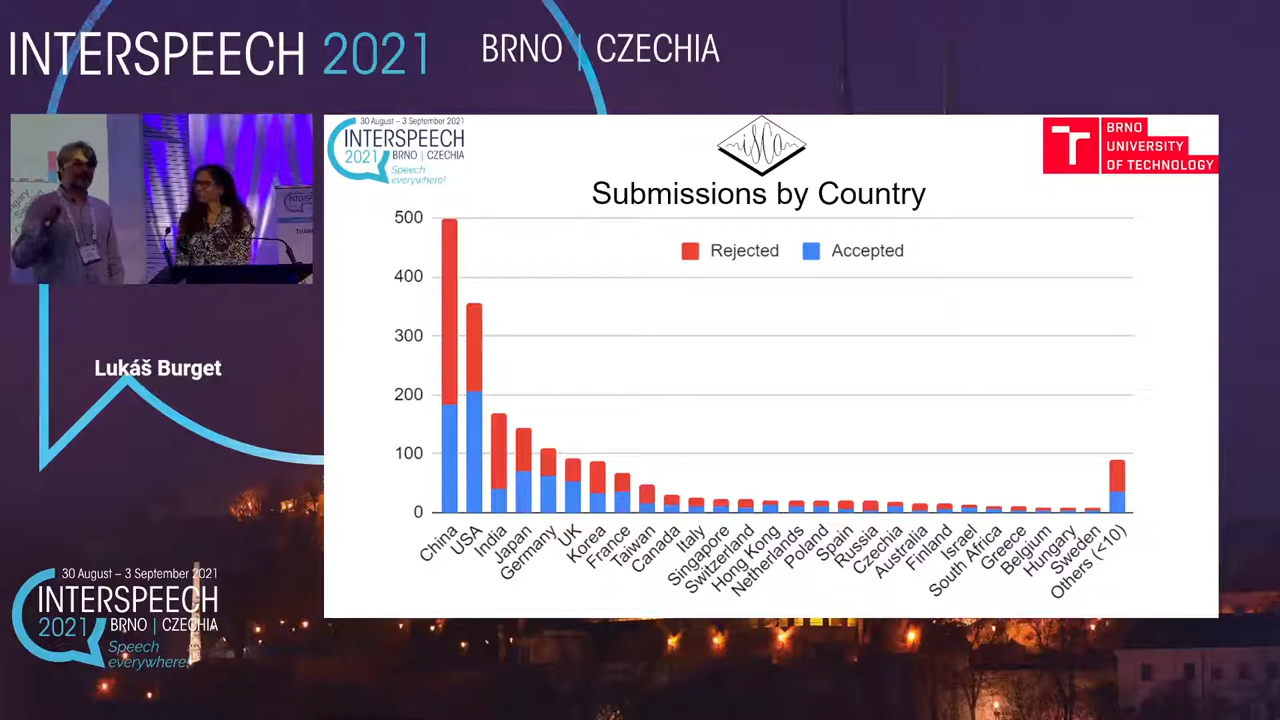 INTERSPEECH 2021 BRNO | CZECHIA
30 August – 3 September 2021
INTERSPEECH
2021 BRNO | CZECHIA
Speech
everywhere!
isca
BRNO
UNIVERSITY
OF TECHNOLOGY
Submissions by Country
Rejected Accepted
500
400
300
200
100
0
China
USA
India
Japan
Germany
UK
Korea
France
Taiwan
Canada
Italy
Singapore
Switzerland
Hong Kong
Netherlands
Poland
Spain
Russia
Czechia
Australia
Finland
Israel
South Africa
Greece
Belgium
Hungary
Sweden
Others (<10)
Lukáš Burget
30 August – 3 September 2021
INTERSPEECH
2021 BRNO | CZECHIA
Speech
everywhere!